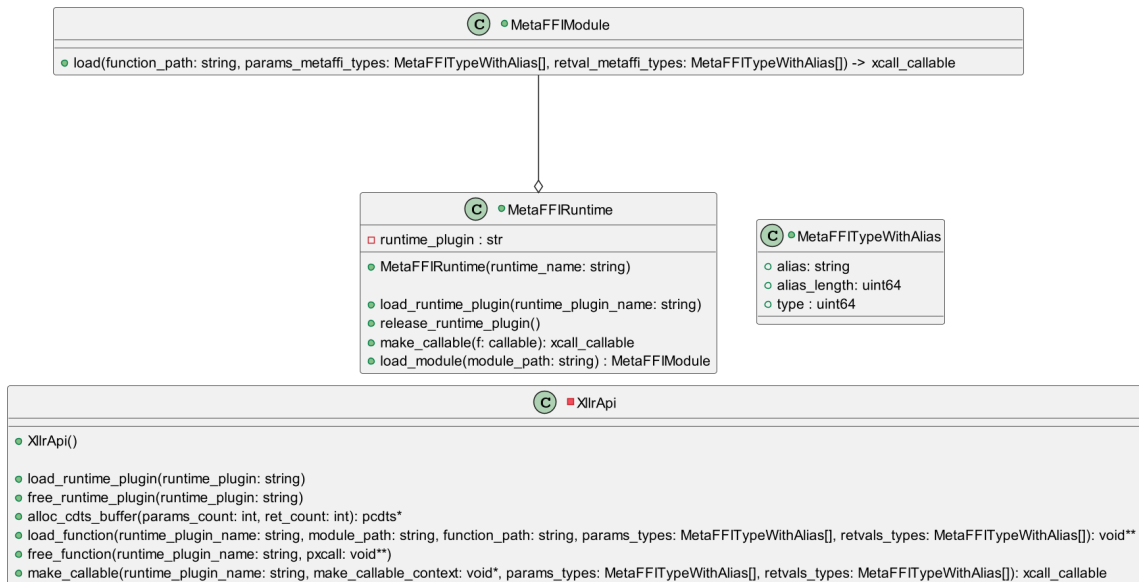 C MetaFFIModule
load(function_path: string, params_metaffi_types: MetaFFITypeWithAlias[], retval_metaffi_types: MetaFFITypeWithAlias[]) -> xcall_callable
C MetaFFIRuntime
runtime_plugin : str
MetaFFIRuntime(runtime_name: string)
load_runtime_plugin(runtime_plugin_name: string)
release_runtime_plugin()
make_callable(f: callable): xcall_callable
load_module(module_path: string) : MetaFFIModule
C MetaFFITypeWithAlias
alias: string
alias_length: uint64
type : uint64
C XllrApi
XllrApi()
load_runtime_plugin(runtime_plugin: string)
free_runtime_plugin(runtime_plugin: string)
alloc_cdts_buffer(params_count: int, ret_count: int): pcdts*
load_function(runtime_plugin_name: string, module_path: string, function_path: string, params_types: MetaFFITypeWithAlias[], retvals_types: MetaFFITypeWithAlias[]): void**
free_function(runtime_plugin_name: string, pxcall: void**)
make_callable(runtime_plugin_name: string, make_callable_context: void*, params_types: MetaFFITypeWithAlias[], retvals_types: MetaFFITypeWithAlias[]): xcall_callable